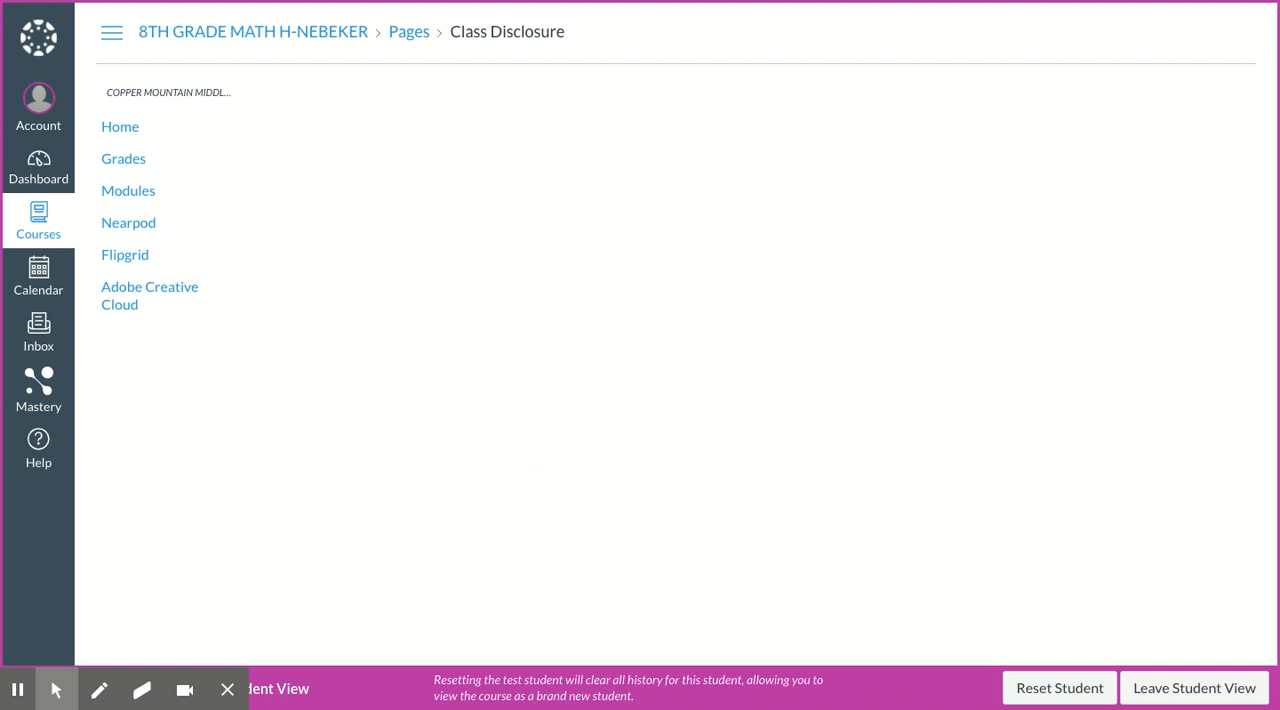 8TH GRADE MATH H-NEBEKER > Pages > Class Disclosure
COPPER MOUNTAIN MIDDL...
Account
Dashboard
Courses
Calendar
Inbox
Mastery
? Help
Home
Grades
Modules
Nearpod
Flipgrid
Adobe Creative
Cloud
dent View
Resetting the test student will clear all history for this student, allowing you to
view the course as a brand new student.
Reset Student
Leave Student View